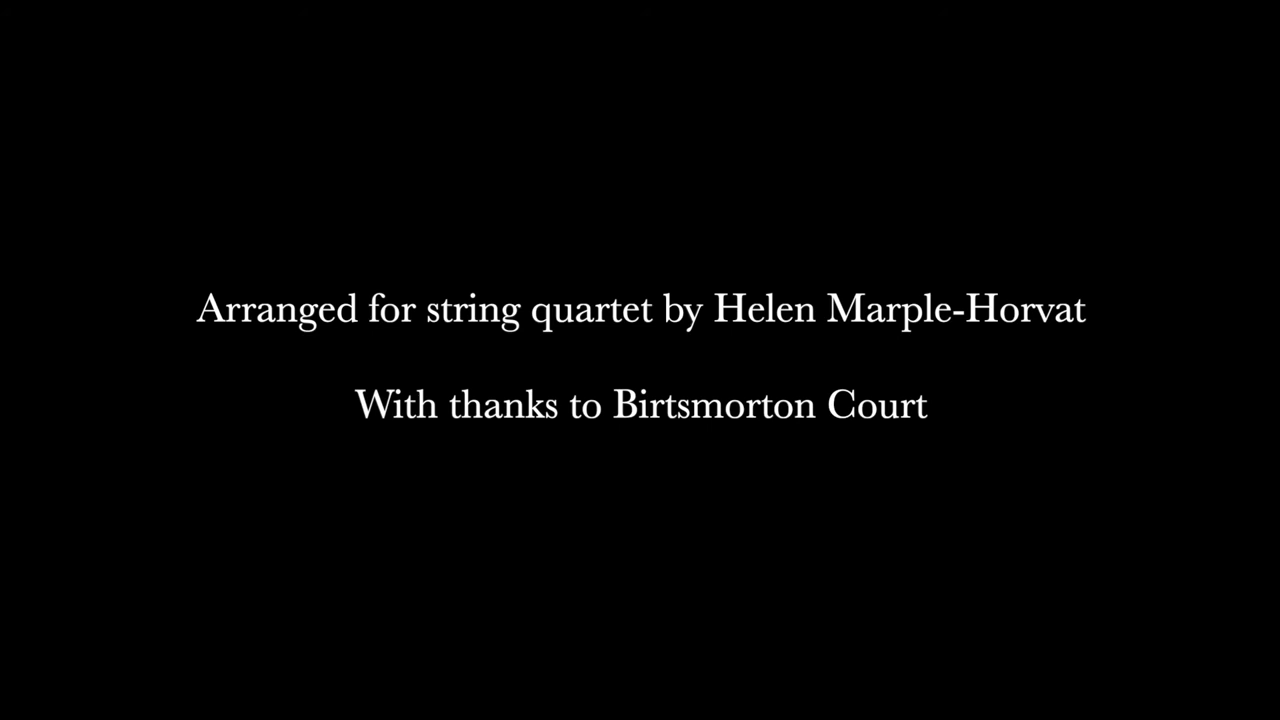 Arranged for string quartet by Helen Marple-Horvat
With thanks to Birtsmorton Court